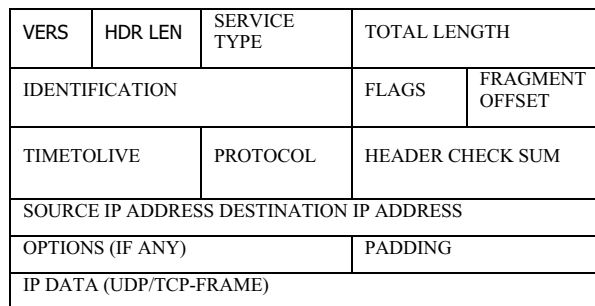 VERS HDR LEN SERVICE TYPE TOTAL LENGTH
IDENTIFICATION FLAGS FRAGMENT OFFSET
TIMETOLIVE PROTOCOL HEADER CHECK SUM
SOURCE IP ADDRESS DESTINATION IP ADDRESS
OPTIONS (IF ANY) PADDING
IP DATA (UDP/TCP-FRAME)